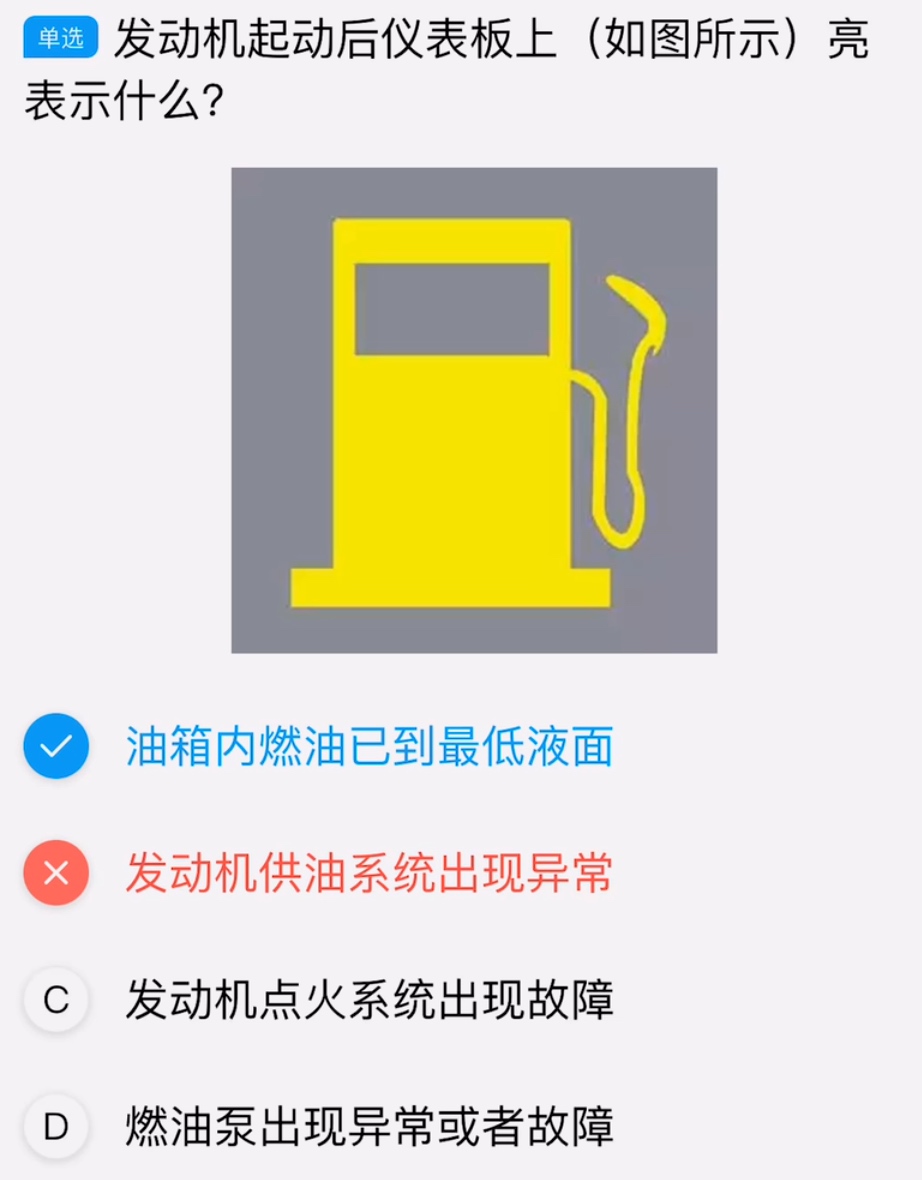 单选 发动机起动后仪表板上（如图所示）亮
表示什么？
油箱内燃油已到最低液面
发动机供油系统出现异常
C 发动机点火系统出现故障
D 燃油泵出现异常或者故障